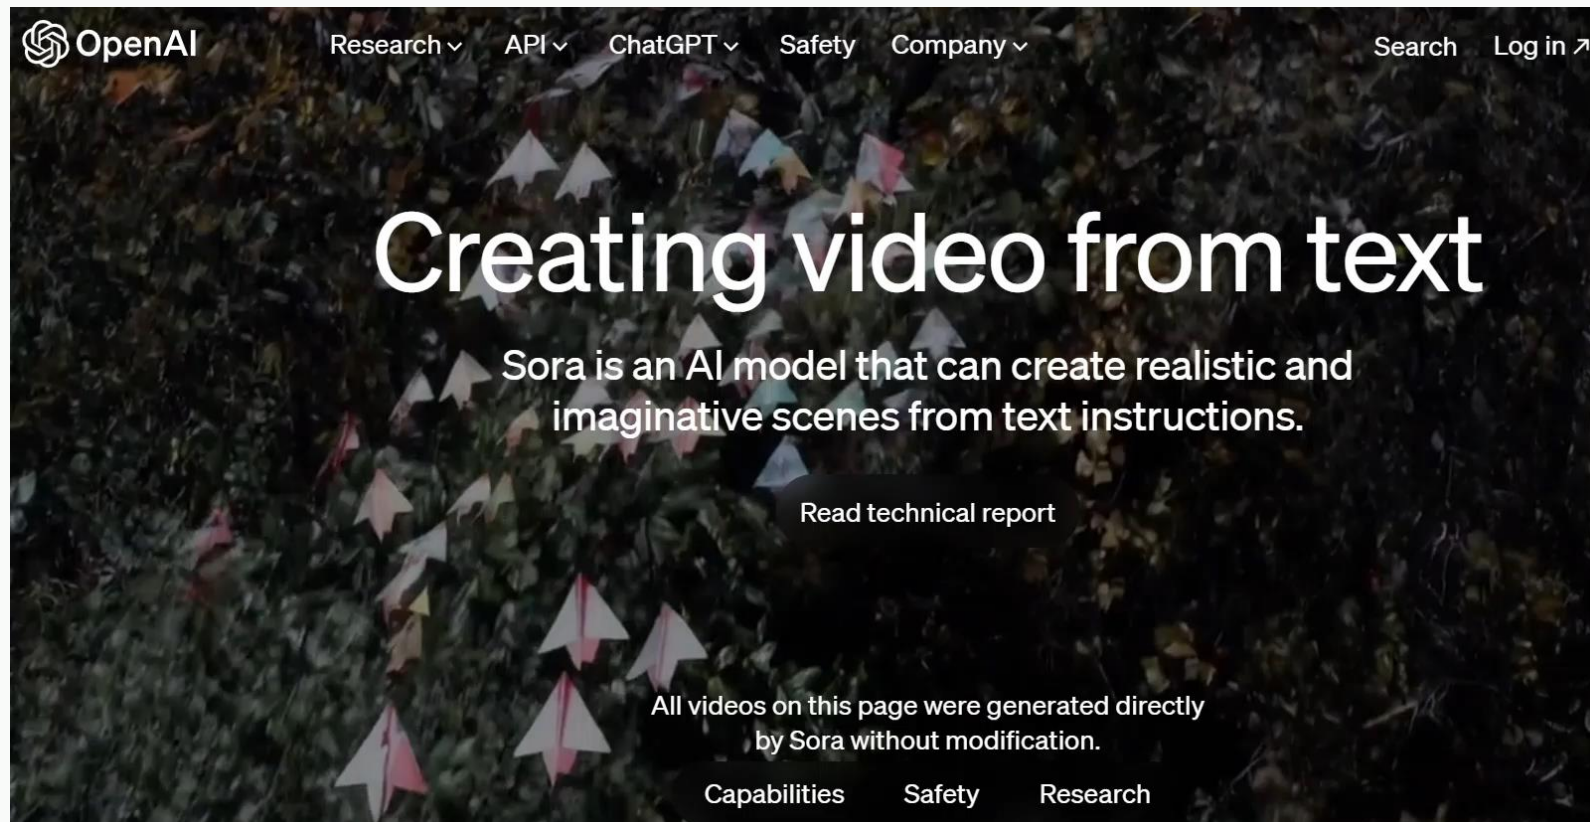 OpenAI
Research API ChatGPT Safety Company
Search Log in
Creating video from text
Sora is an AI model that can create realistic and
imaginative scenes from text instructions.
Read technical report
All videos on this page were generated directly
by Sora without modification.
Capabilities Safety Research